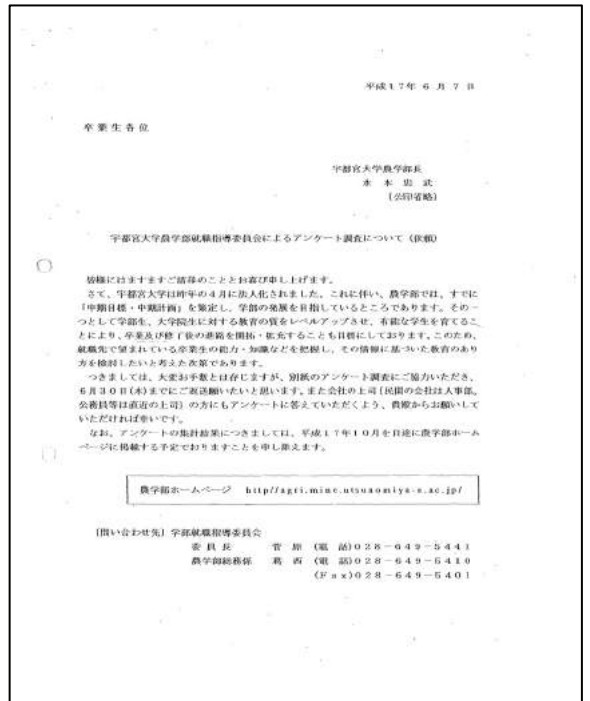 平成17年6月7日
卒業生各位
宇都宮大学農学部長
水本忠武
(公印省略)
宇都宮大学農学部就職指導委員会によるアンケート調査について(依頼)
皆様にはますますご清祥のこととお喜び申し上げます。
さて、宇都宮大学は昨年の4月に法人化されました。これに伴い、農学部では、すでに
「中期目標・中期計画」を策定し、学部の発展を目指しているところであります。その一
つとして学部生、大学院生に対する教育の質をレベルアップさせ、有能な学生を育てるこ
とにより、卒業及び修了後の進路を開拓・拡充することも目標にしております。このため、
就職先で望まれている卒業生の能力・知識などを把握し、その情報に基づいた教育のあり
方を検討したいと考えた次第であります。
つきましては、大変お手数とは存じますが、別紙のアンケート調査にご協力いただき、
6月30日(木)までにご返送願いたいと思います。また会社の上司(民間の会社は人事部、
公務員等は直近の上司)の方にもアンケートに答えていただくよう、貴殿からお願いして
いただければ幸いです。
なお、アンケートの集計結果につきましては、平成17年10月を目途に農学部ホーム
ページに掲載する予定でおりますことを申し添えます。
農学部ホームページ http//agri.mine.utsunomiya-u.ac.jp/
[問い合わせ先]学部就職指導委員会
委員長 菅原 (電話)028-649-5441
農学部総務係 葛西 (電話)028-649-5410
(Fax)028-649-5401